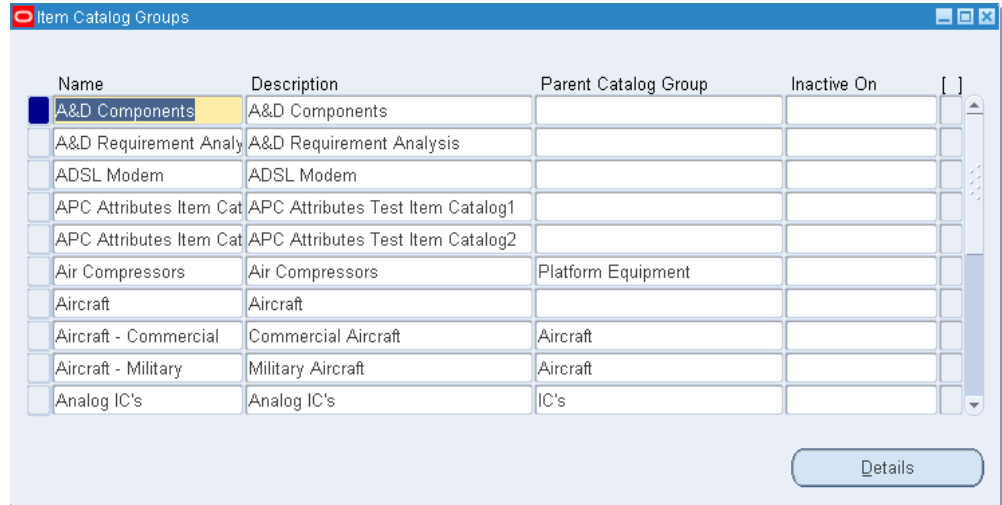 Item Catalog Groups
Name Description Parent Catalog Group Inactive On [ ]
A&D Components A&D Components
A&D Requirement Analy A&D Requirement Analysis
ADSL Modem ADSL Modem
APC Attributes Item Cat APC Attributes Test Item Catalog1
APC Attributes Item Cat APC Attributes Test Item Catalog2
Air Compressors Air Compressors Platform Equipment
Aircraft Aircraft
Aircraft - Commercial Commercial Aircraft Aircraft
Aircraft - Military Military Aircraft Aircraft
Analog IC's Analog IC's IC's
Details